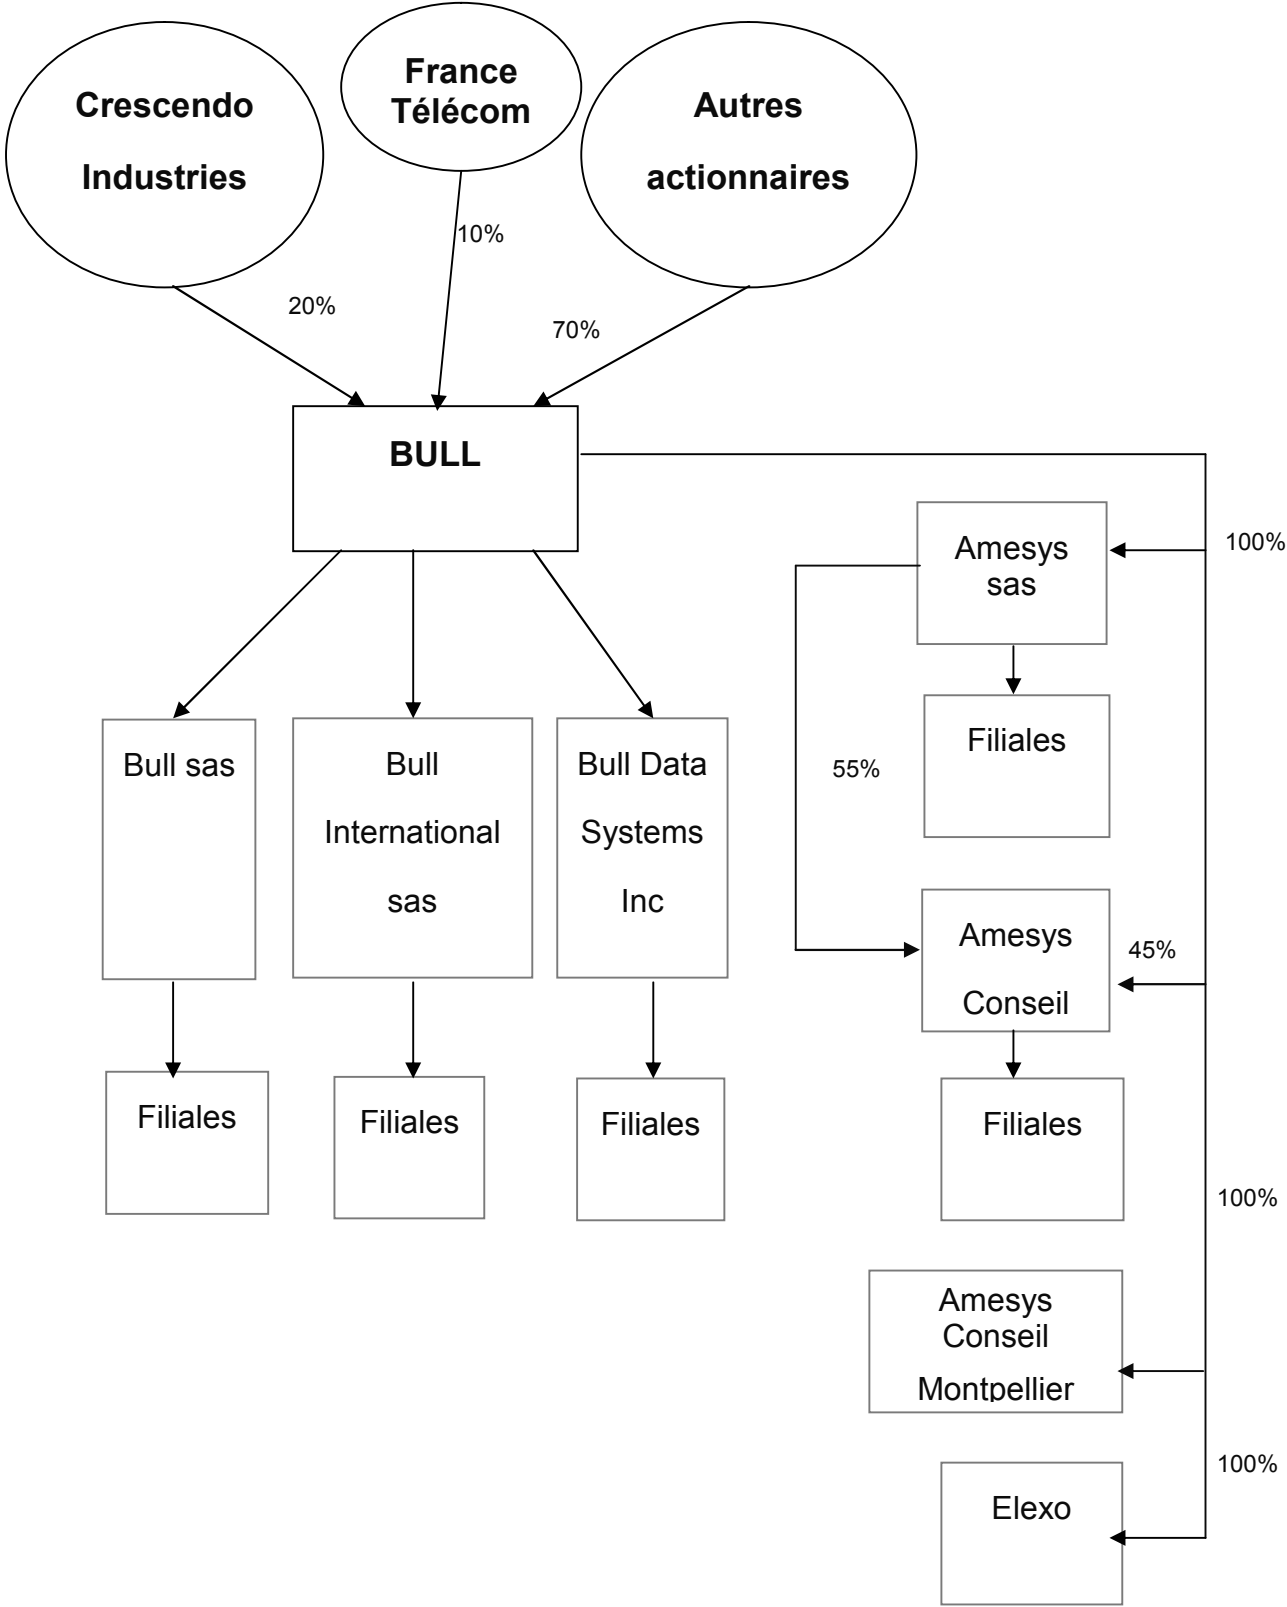 Crescendo
Industries
France
Télécom
Autres
actionnaires
10%
20%
70%
BULL
100%
Amesys
sas
Filiales
55%
Bull sas
Bull
International
sas
Bull Data
Systems
Inc
Amesys
Conseil
45%
Filiales
Filiales
Filiales
Filiales
100%
Amesys
Conseil
Montpellier
100%
Elexo